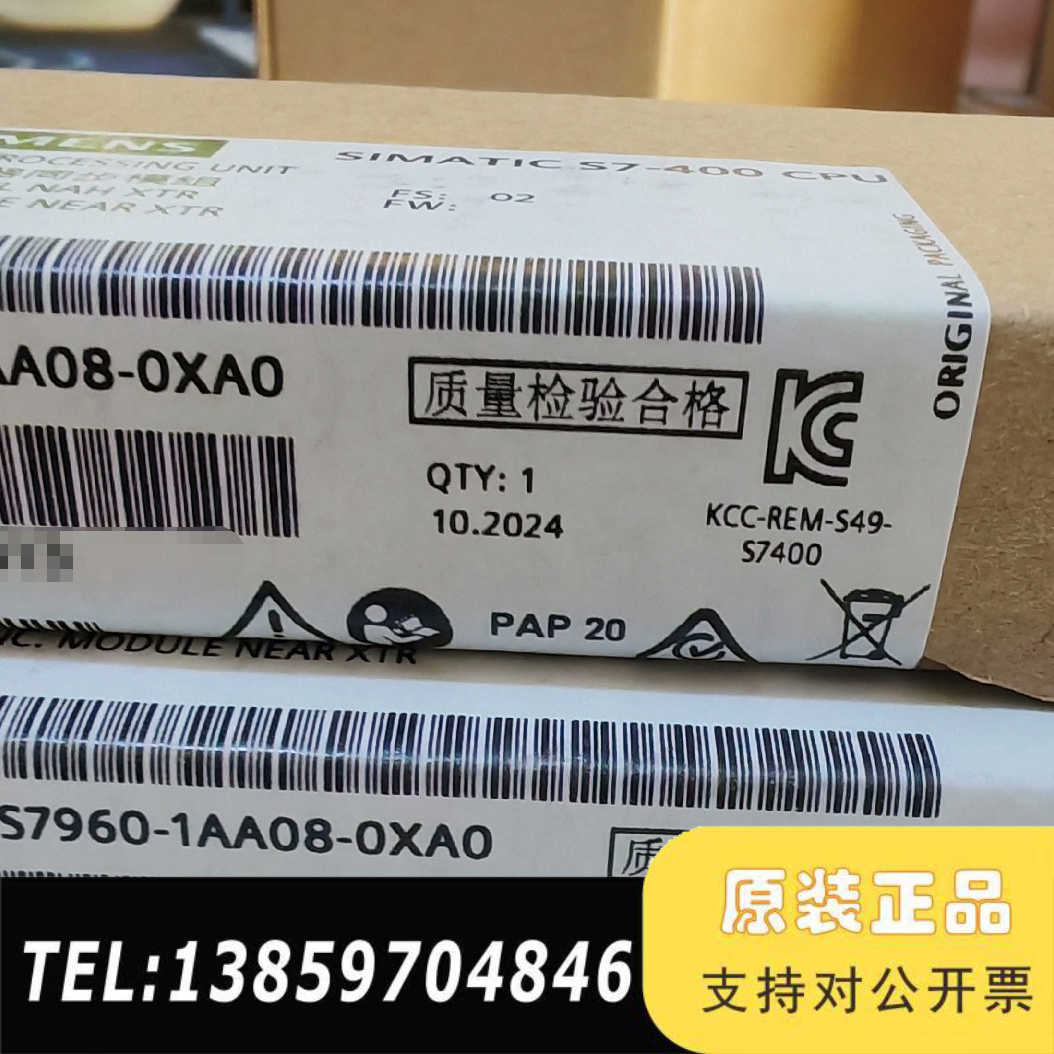 MENS
SIMATIC S7-400 CPU
ROCESSING UNIT
L NAH XTR
E NEAR XTR
FS: 02
FW:
ORIGINAL PACKAGING
AA08-0XA0
质量检验合格
KC
QTY: 1
10.2024
KCC-REM-S49-
S7400
PAP 20
C. MODULE NEAR XTR
S7960-1AA08-0XA0
质
TEL:13859704846
原装正品
支持对公开票